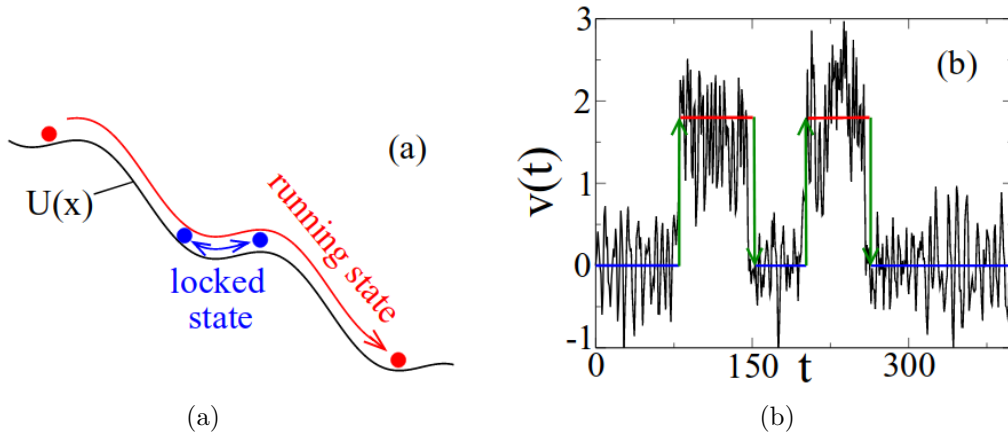 (a)
U(x)
running state
locked
state
(a)
v(t)
3
2
1
0
-1
(b)
0
150
t
300
(b)